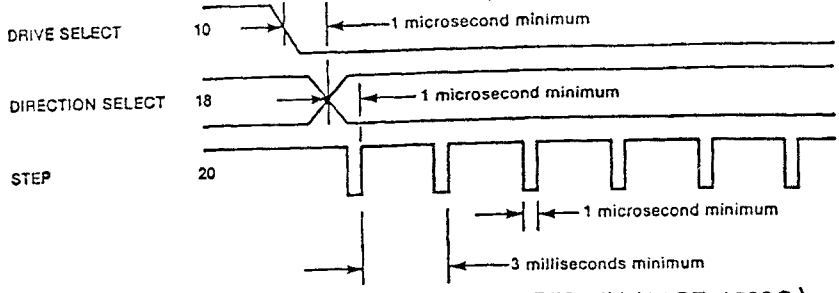 DRIVE SELECT 10 1 microsecond minimum
DIRECTION SELECT 18 1 microsecond minimum
STEP 20
1 microsecond minimum
3 milliseconds minimum